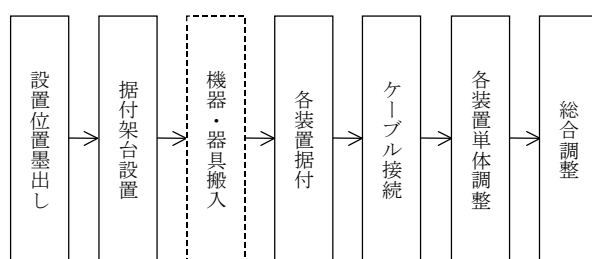 設置位置墨出し
据付架台設置
機器・器具搬入
各装置据付
ケーブル接続
各装置単体調整
総合調整